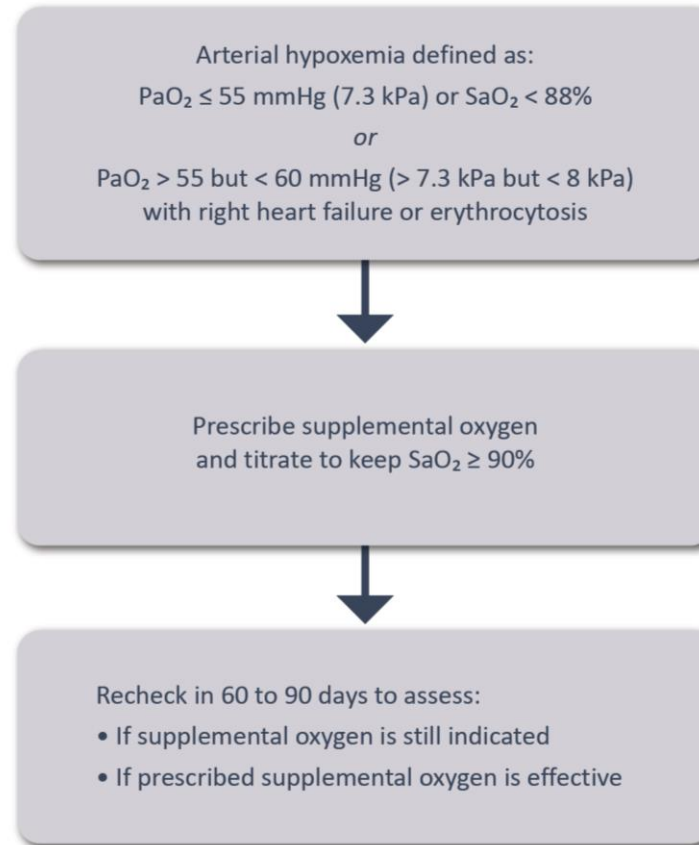 Arterial hypoxemia defined as:
PaO₂ ≤ 55 mmHg (7.3 kPa) or SaO₂ < 88%
or
PaO₂ > 55 but < 60 mmHg (> 7.3 kPa but < 8 kPa)
with right heart failure or erythrocytosis
Prescribe supplemental oxygen
and titrate to keep SaO₂ ≥ 90%
Recheck in 60 to 90 days to assess:
• If supplemental oxygen is still indicated
• If prescribed supplemental oxygen is effective